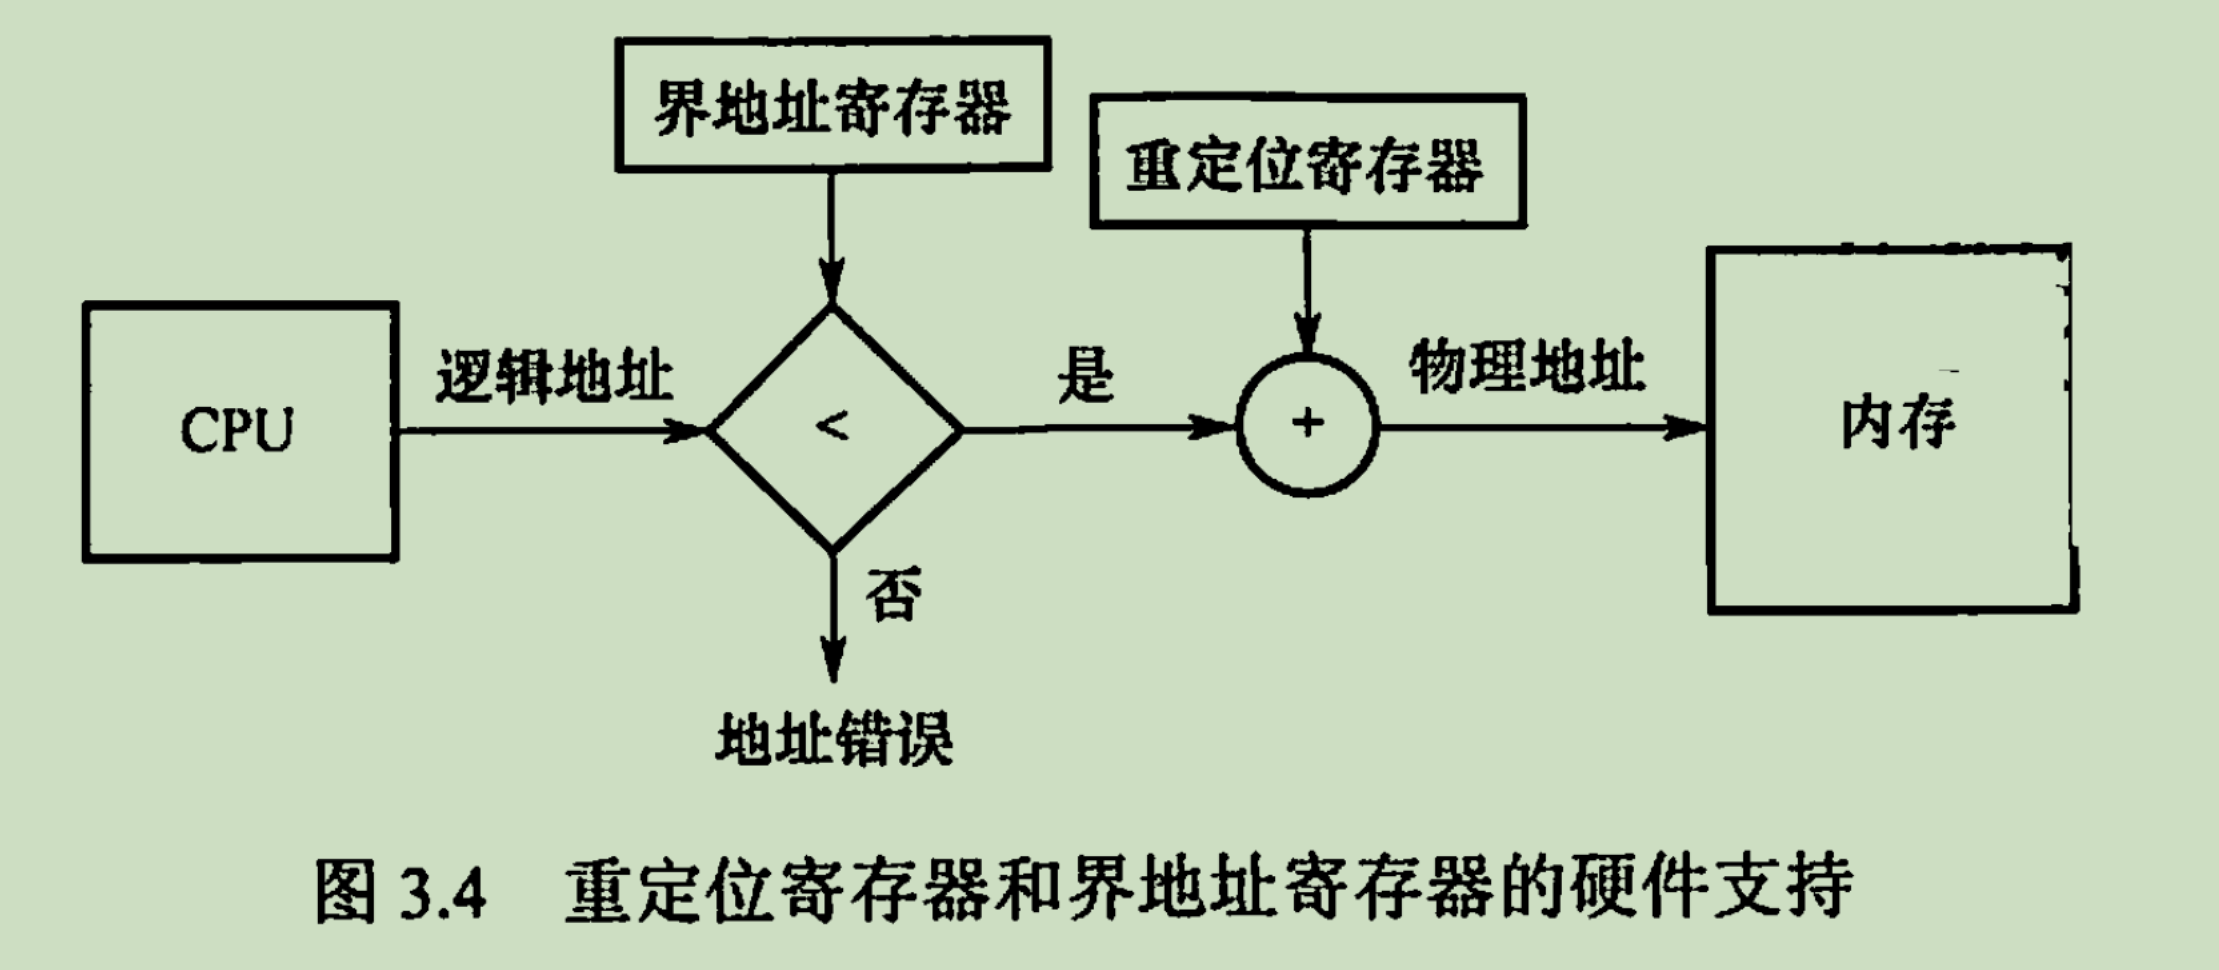 界地址寄存器
重定位寄存器
CPU
逻辑地址
<
是
+
物理地址
内存
否
地址错误
图 3.4 重定位寄存器和界地址寄存器的硬件支持